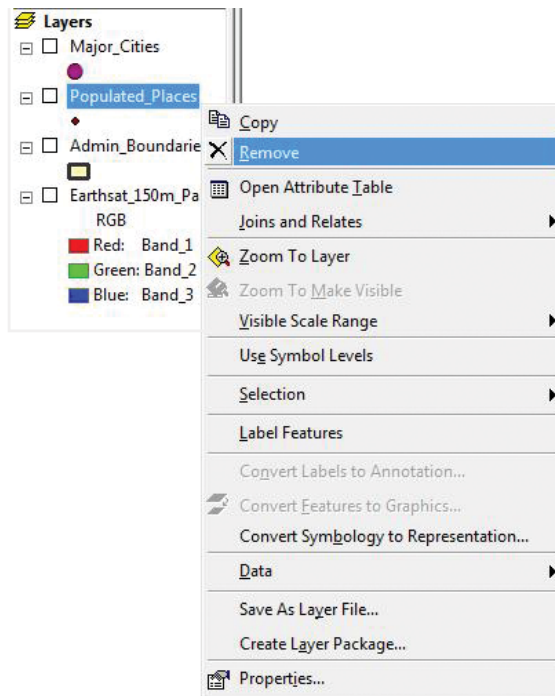 Layers
Major_Cities
Populated_Places
Admin_Boundarie
Earthsat_150m_Pa
RGB
Red: Band_1
Green: Band_2
Blue: Band_3
Copy
Remove
Open Attribute Table
Joins and Relates
Zoom To Layer
Zoom To Make Visible
Visible Scale Range
Use Symbol Levels
Selection
Label Features
Convert Labels to Annotation...
Convert Features to Graphics...
Convert Symbology to Representation...
Data
Save As Layer File...
Create Layer Package...
Properties...